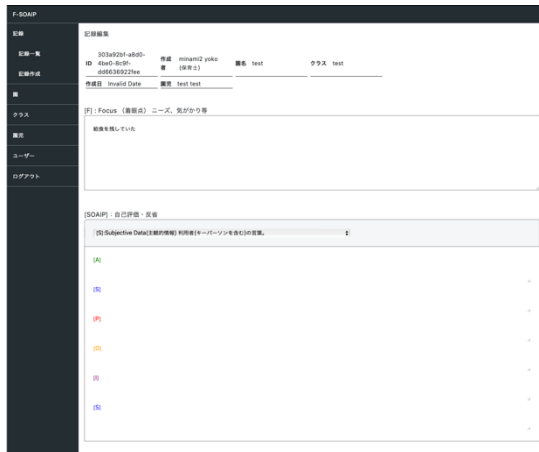 F-SOAIP
記録
記録一覧
記録作成
園
クラス
園児
ユーザー
ログアウト
記録編集
ID 303a92bf-a8d0-4be0-8c9f-dd6636922fee
作成者 minami2 yoko (保育士)
園名 test
クラス test
作成日 Invalid Date
園児 test test
[F] : Focus （着眼点） ニーズ、気がかり等
給食を残していた
[SOAIP]：自己評価・反省
[S]:Subjective Data(主観的情報) 利用者(キーパーソンを含む)の言葉。
[A]
[S]
[P]
[O]
[I]
[S]